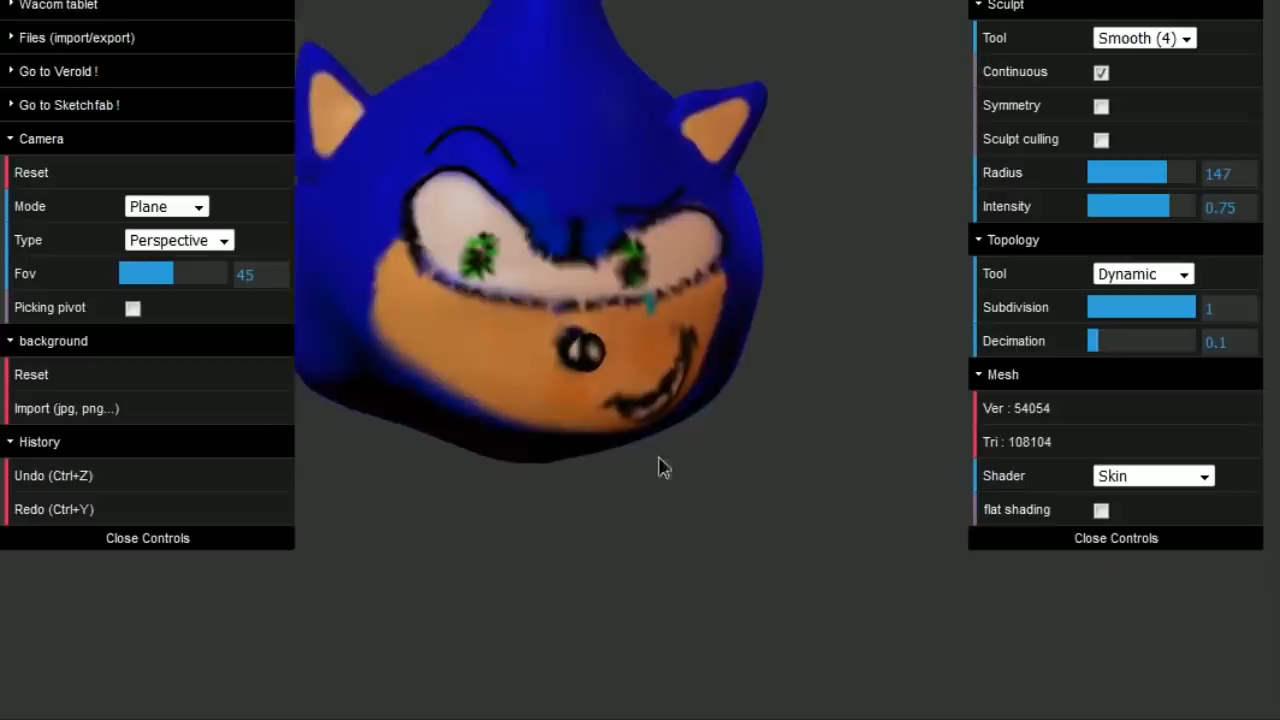 Wacom tablet
Files (import/export)
Go to Verold !
Go to Sketchfab !
Camera
Reset
Mode Plane
Type Perspective
Fov 45
Picking pivot
background
Reset
Import (jpg, png...)
History
Undo (Ctrl+Z)
Redo (Ctrl+Y)
Close Controls
Sculpt
Tool Smooth (4)
Continuous
Symmetry
Sculpt culling
Radius 147
Intensity 0.75
Topology
Tool Dynamic
Subdivision 1
Decimation 0.1
Mesh
Ver : 54054
Tri : 108104
Shader Skin
flat shading
Close Controls